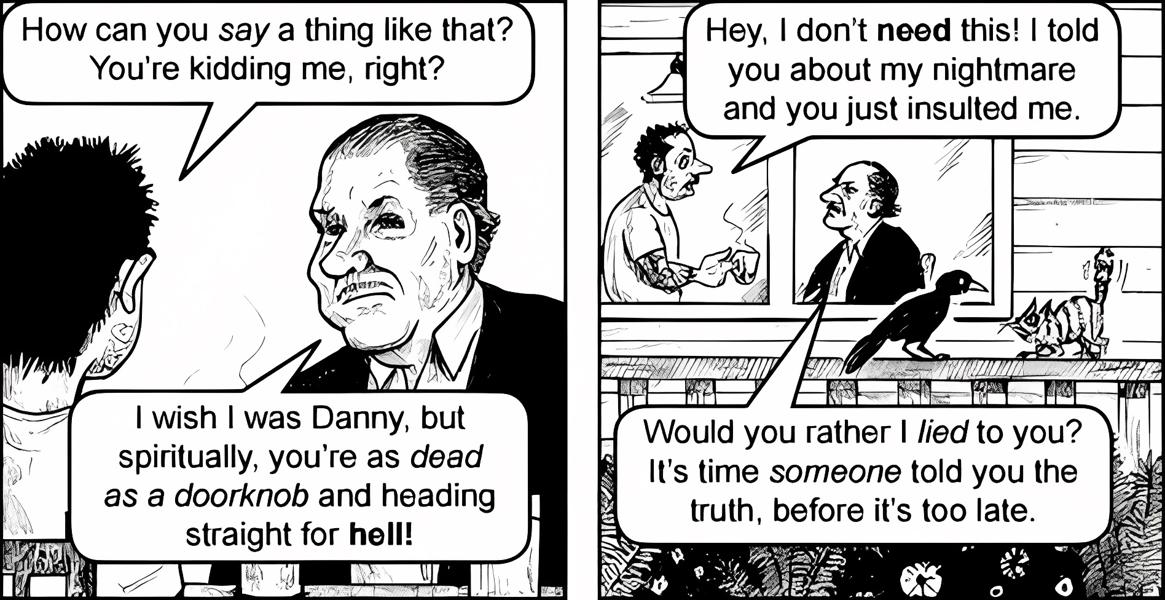 How can you say a thing like that?
You're kidding me, right?
I wish I was Danny, but
spiritually, you're as dead
as a doorknob and heading
straight for hell!
Hey, I don't need this! I told
you about my nightmare
and you just insulted me.
Would you rather I lied to you?
It's time someone told you the
truth, before it's too late.